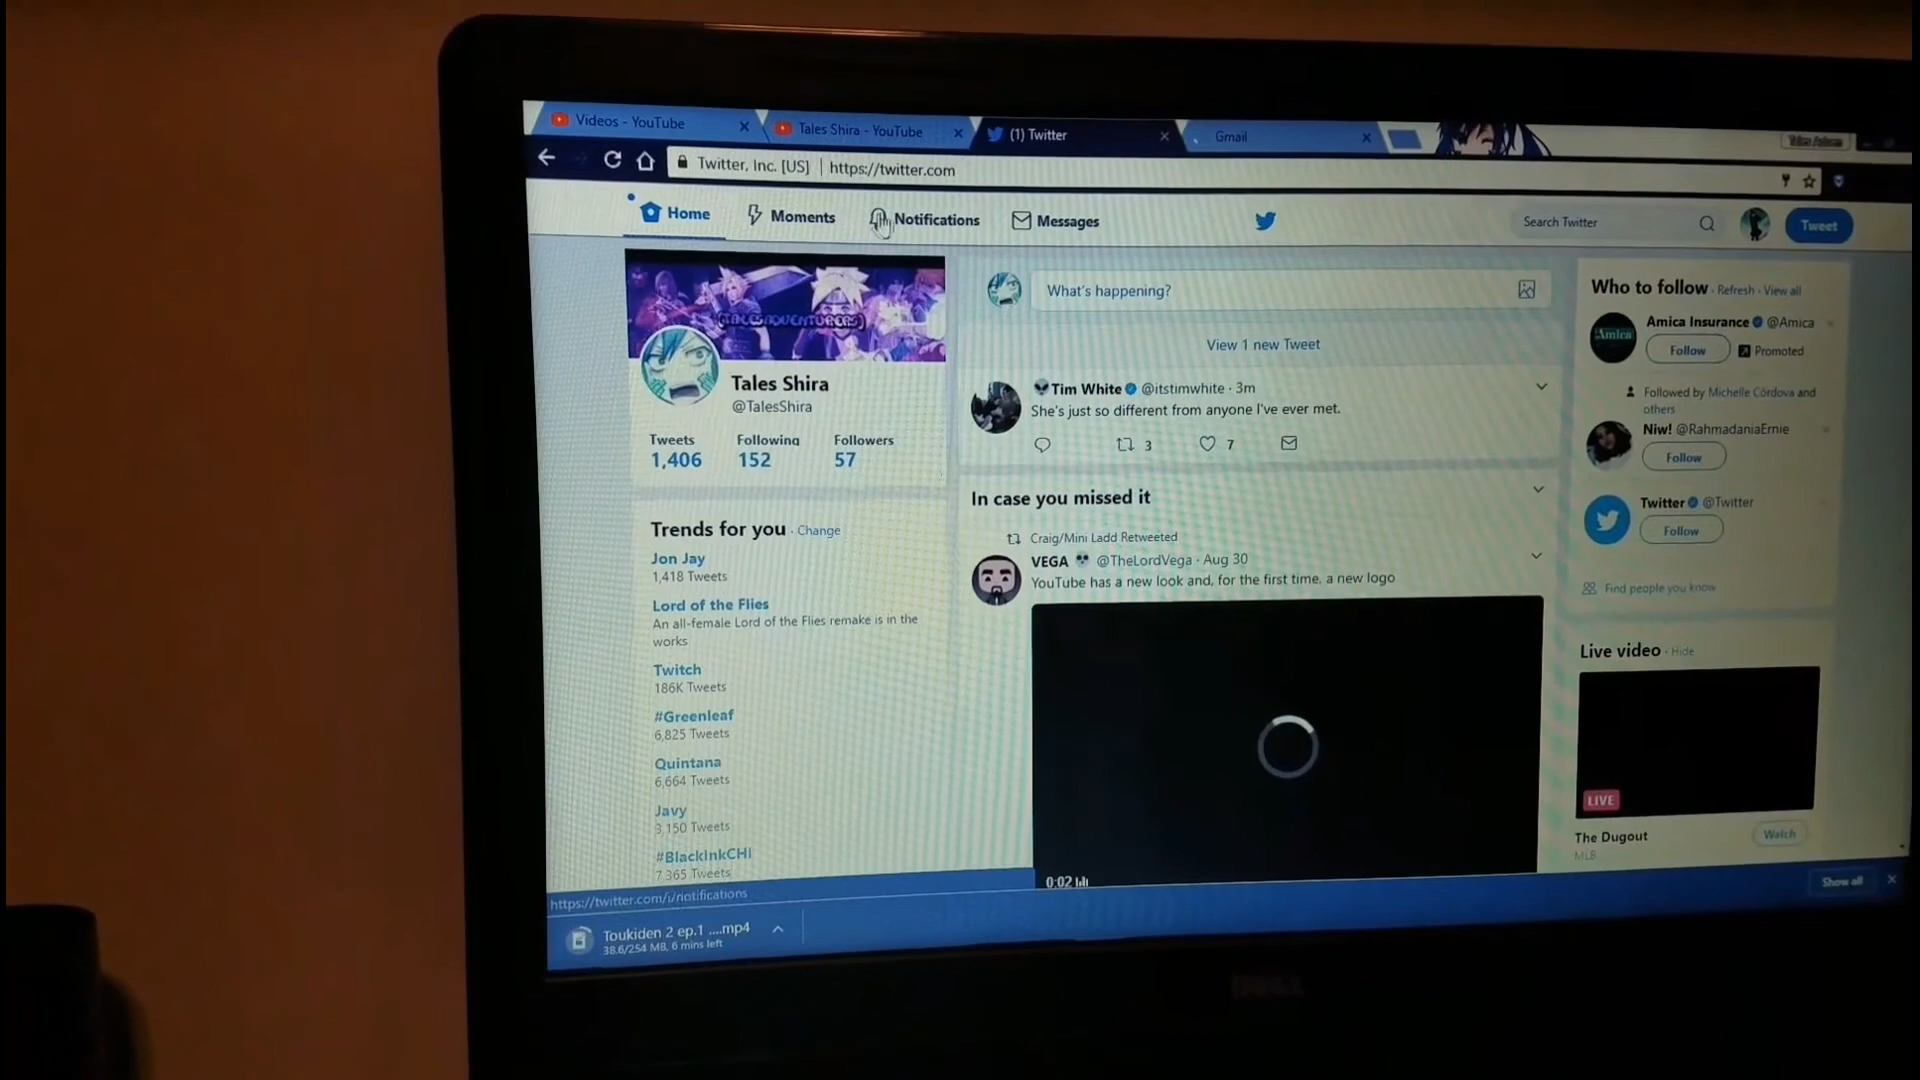 Videos - YouTube
Tales Shira - YouTube
(1) Twitter
Gmail
Twitter, Inc. [US]
https://twitter.com
Home
Moments
Notifications
Messages
Search Twitter
Tweet
(TALESADVENTURERS)
Tales Shira
@TalesShira
Tweets Following Followers
1,406 152 57
Trends for you · Change
Jon Jay
1,418 Tweets
Lord of the Flies
An all-female Lord of the Flies remake is in the
works
Twitch
186K Tweets
#Greenleaf
6,825 Tweets
Quintana
6,664 Tweets
Javy
3,150 Tweets
#BlackInkCHI
7,365 Tweets
What's happening?
View 1 new Tweet
Tim White @itstimwhite · 3m
She's just so different from anyone I've ever met.
3 7
In case you missed it
Craig/Mini Ladd Retweeted
VEGA @TheLordVega · Aug 30
YouTube has a new look and, for the first time, a new logo
0:02
Who to follow · Refresh · View all
Amica
Amica Insurance @Amica
Follow
Promoted
Followed by Michelle Córdova and
others
Niw! @RahmadaniaErnie
Follow
Twitter @Twitter
Follow
Find people you know
Live video · Hide
LIVE
The Dugout
MLB
Watch
https://twitter.com/i/notifications
Toukiden 2 ep.1 ....mp4
38.6/254 MB, 6 mins left
Show all
DELL